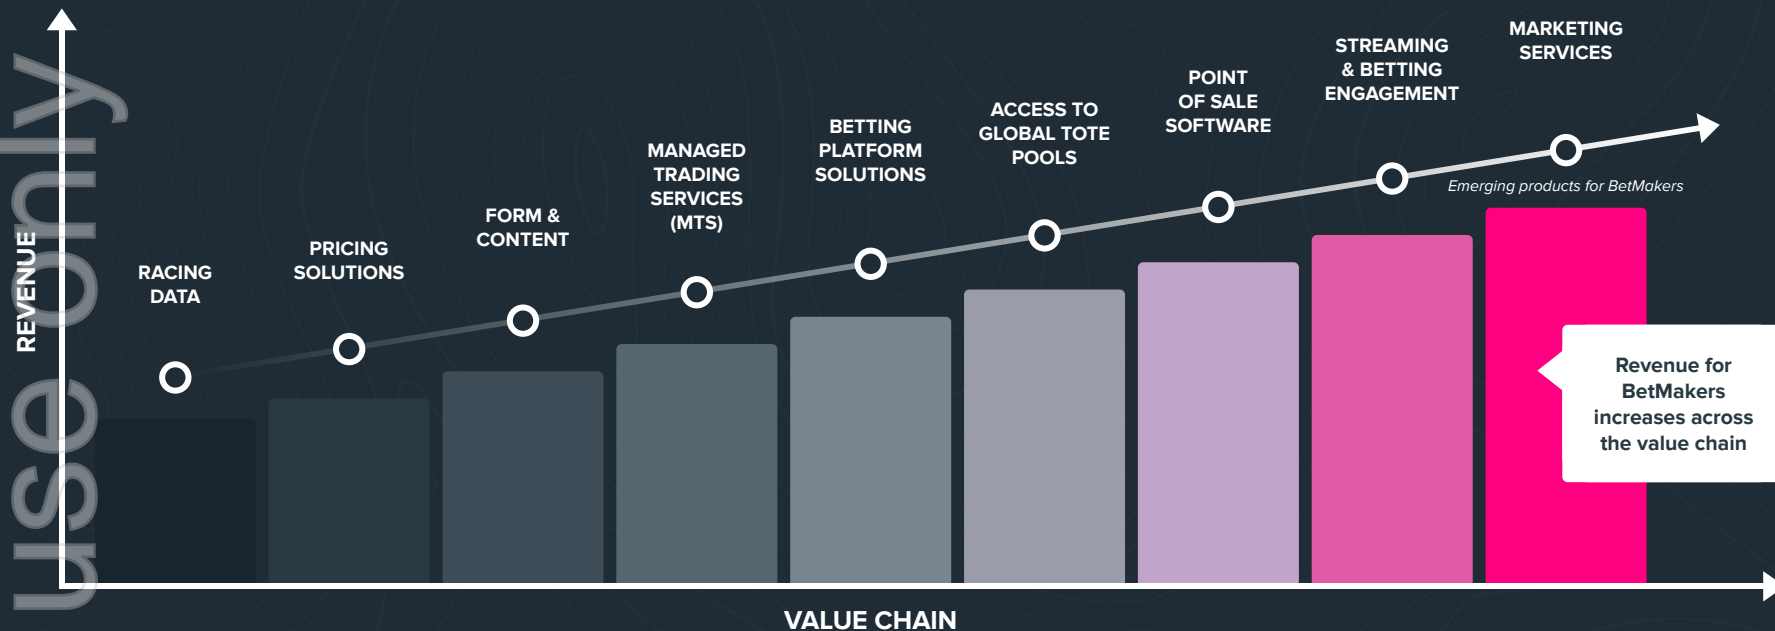 use only
REVENUE
RACING
DATA
PRICING
SOLUTIONS
FORM &
CONTENT
MANAGED
TRADING
SERVICES
(MTS)
BETTING
PLATFORM
SOLUTIONS
ACCESS TO
GLOBAL TOTE
POOLS
POINT
OF SALE
SOFTWARE
STREAMING
& BETTING
ENGAGEMENT
MARKETING
SERVICES
Emerging products for BetMakers
Revenue for
BetMakers
increases across
the value chain
VALUE CHAIN